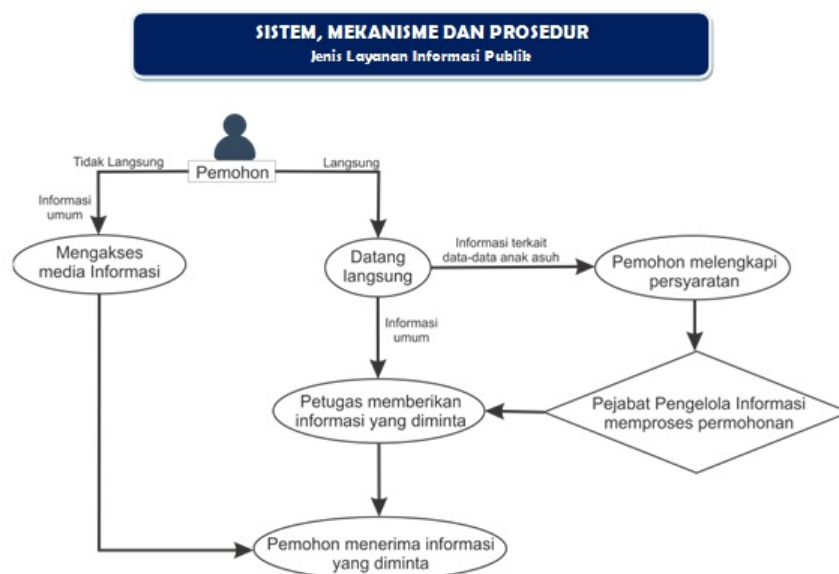 SISTEM, MEKANISME DAN PROSEDUR
Jenis Layanan Informasi Publik
Tidak Langsung
Pemohon
Langsung
Informasi
umum
Mengakses
media Informasi
Datang
langsung
Informasi terkait
data-data anak asuh
Pemohon melengkapi
persyaratan
Informasi
umum
Petugas memberikan
informasi yang diminta
Pejabat Pengelola Informasi
memproses permohonan
Pemohon menerima informasi
yang diminta